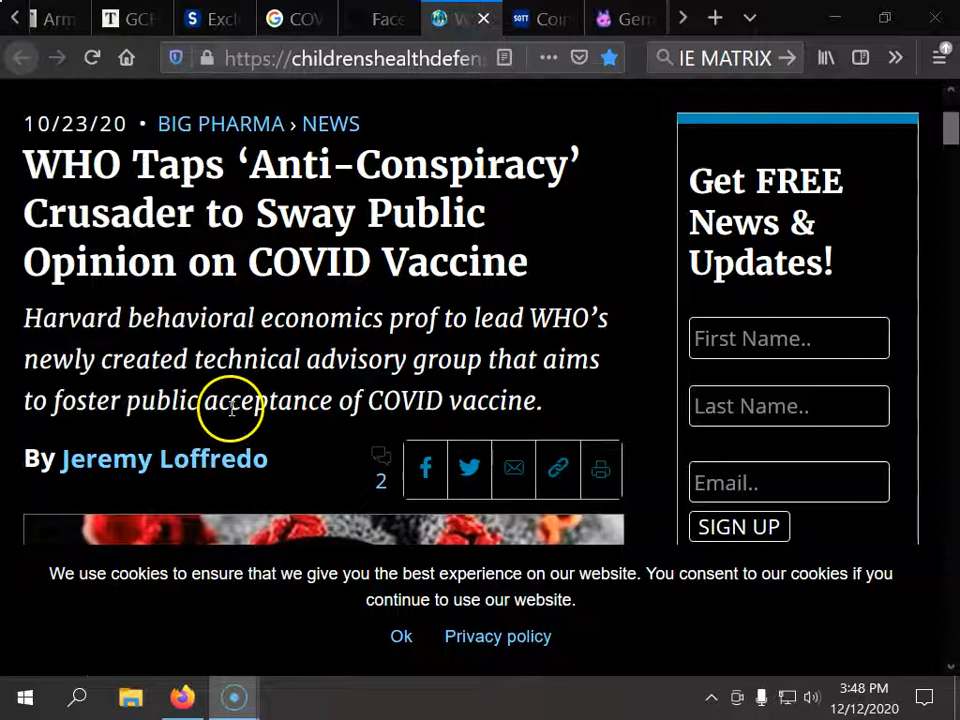 Arm
GCH
S Excl
G COV
Face
W
SOTT Coin
Gern
https://childrenshealthdefens
IE MATRIX
10/23/20 • BIG PHARMA › NEWS
WHO Taps ‘Anti-Conspiracy’
Crusader to Sway Public
Opinion on COVID Vaccine
Harvard behavioral economics prof to lead WHO’s
newly created technical advisory group that aims
to foster public acceptance of COVID vaccine.
By Jeremy Loffredo
2
Get FREE
News &
Updates!
First Name..
Last Name..
Email..
SIGN UP
We use cookies to ensure that we give you the best experience on our website. You consent to our cookies if you
continue to use our website.
Ok Privacy policy
3:48 PM
12/12/2020